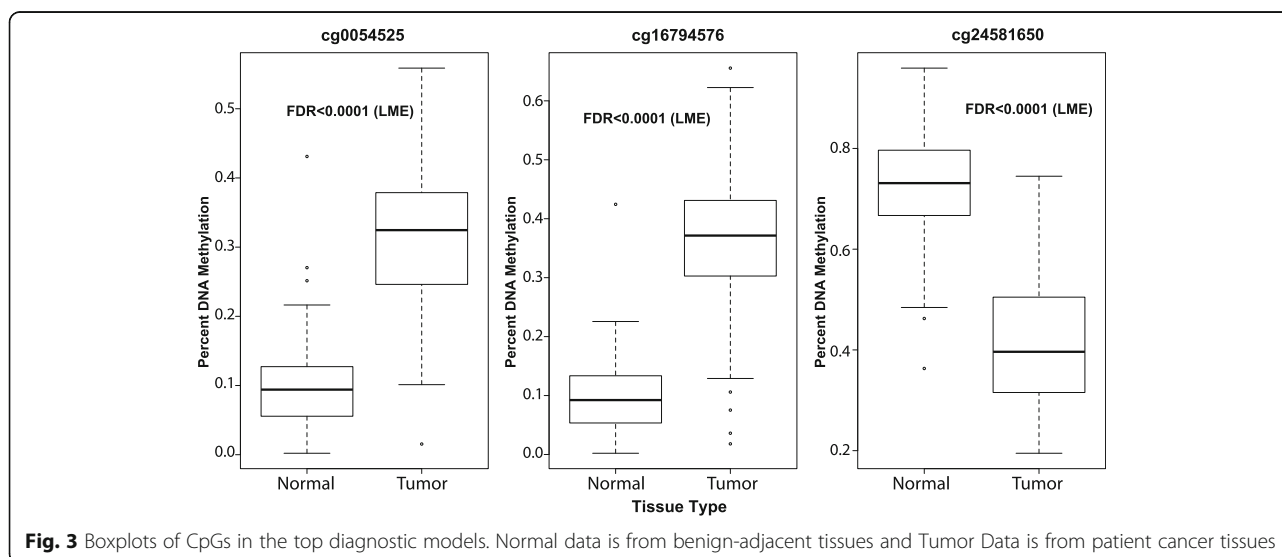 cg0054525
Percent DNA Methylation
0.5
0.4
0.3
0.2
0.1
0.0
FDR<0.0001 (LME)
Normal
Tumor
cg16794576
Percent DNA Methylation
0.6
0.5
0.4
0.3
0.2
0.1
0.0
FDR<0.0001 (LME)
Normal
Tumor
cg24581650
Percent DNA Methylation
0.8
0.6
0.4
0.2
FDR<0.0001 (LME)
Normal
Tumor
Tissue Type
Fig. 3 Boxplots of CpGs in the top diagnostic models. Normal data is from benign-adjacent tissues and Tumor Data is from patient cancer tissues